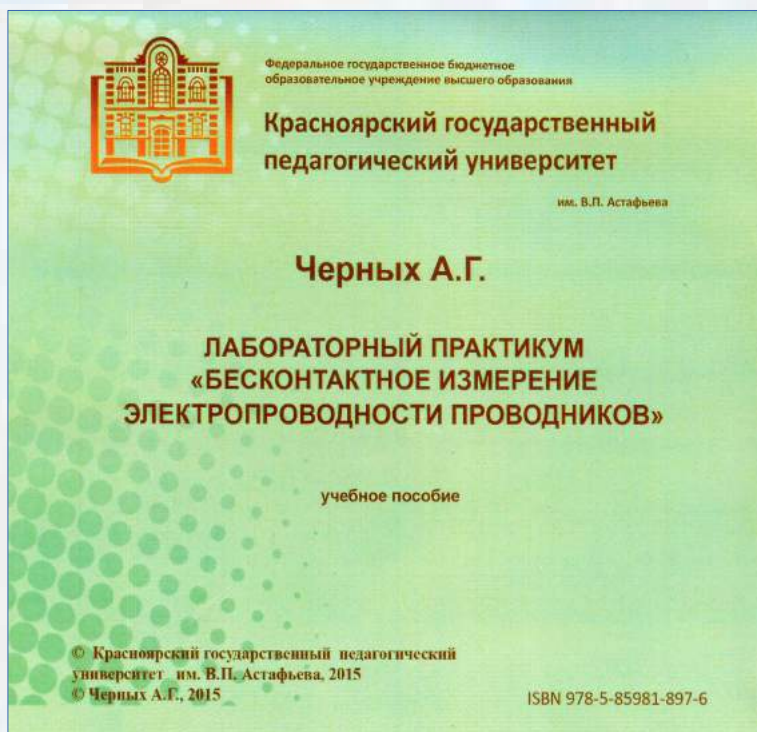 Федеральное государственное бюджетное
образовательное учреждение высшего образования
Красноярский государственный
педагогический университет
им. В.П. Астафьева
Черных А.Г.
ЛАБОРАТОРНЫЙ ПРАКТИКУМ
«БЕСКОНТАКТНОЕ ИЗМЕРЕНИЕ
ЭЛЕКТРОПРОВОДНОСТИ ПРОВОДНИКОВ»
учебное пособие
© Красноярский государственный педагогический
университет им. В.П. Астафьева, 2015
© Черных А.Г., 2015
ISBN 978-5-85981-897-6